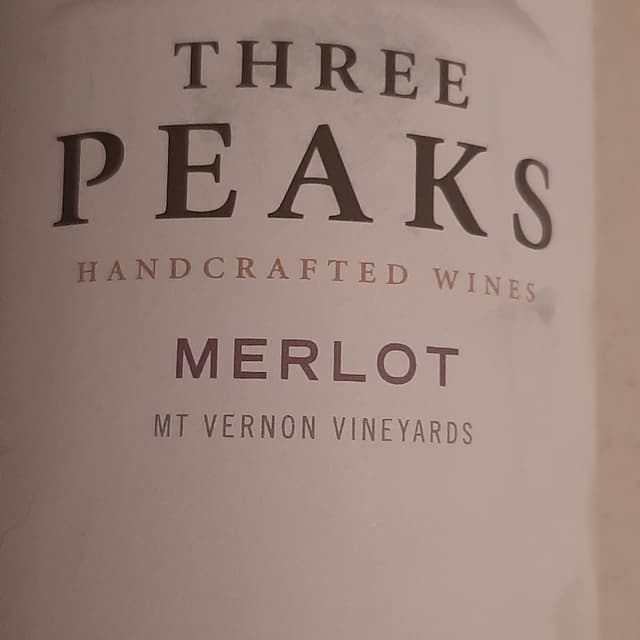 THREE
PEAKS
HANDCRAFTED WINES
MERLOT
MT VERNON VINEYARDS